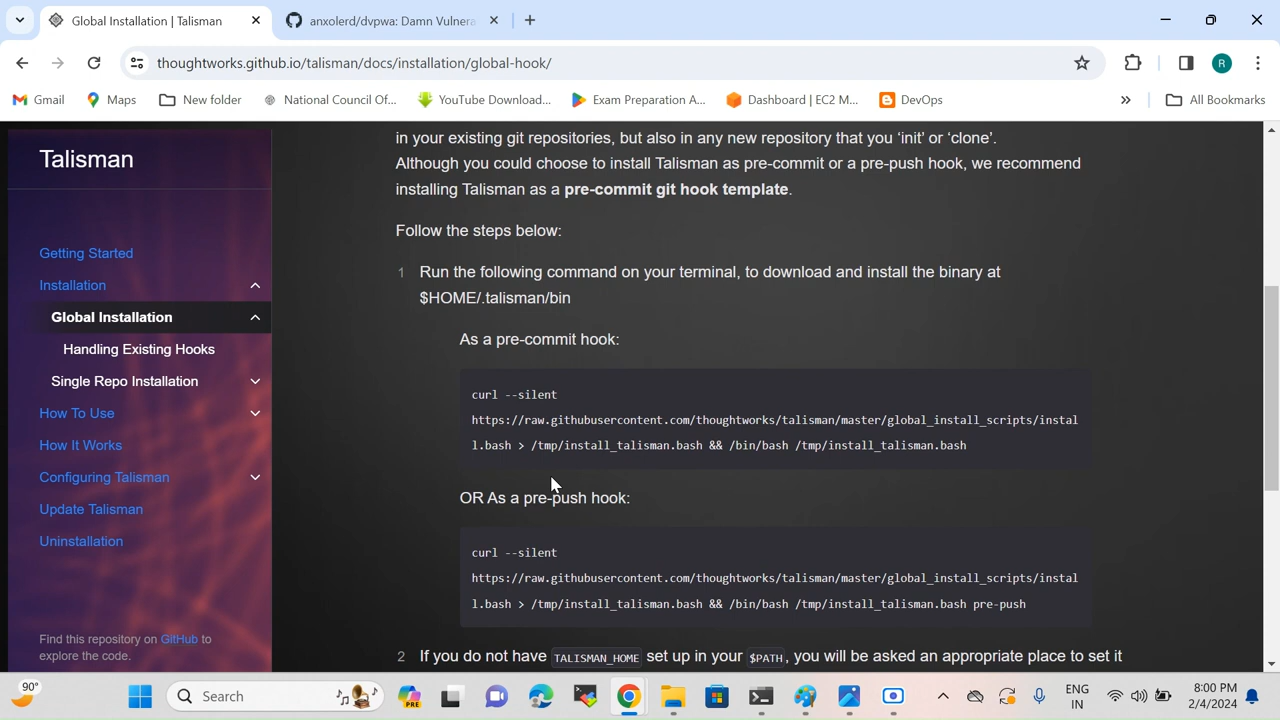 Global Installation | Talisman
anxolerd/dvpwa: Damn Vulnera
thoughtworks.github.io/talisman/docs/installation/global-hook/
R
Gmail
Maps
New folder
National Council Of...
YouTube Download...
Exam Preparation A...
Dashboard | EC2 M...
DevOps
»
All Bookmarks
Talisman
Getting Started
Installation
Global Installation
Handling Existing Hooks
Single Repo Installation
How To Use
How It Works
Configuring Talisman
Update Talisman
Uninstallation
Find this repository on GitHub to
explore the code.
in your existing git repositories, but also in any new repository that you ‘init’ or ‘clone’.
Although you could choose to install Talisman as pre-commit or a pre-push hook, we recommend
installing Talisman as a pre-commit git hook template.
Follow the steps below:
1 Run the following command on your terminal, to download and install the binary at
$HOME/.talisman/bin
As a pre-commit hook:
curl --silent
https://raw.githubusercontent.com/thoughtworks/talisman/master/global_install_scripts/instal
l.bash > /tmp/install_talisman.bash && /bin/bash /tmp/install_talisman.bash
OR As a pre-push hook:
curl --silent
https://raw.githubusercontent.com/thoughtworks/talisman/master/global_install_scripts/instal
l.bash > /tmp/install_talisman.bash && /bin/bash /tmp/install_talisman.bash pre-push
2 If you do not have TALISMAN_HOME set up in your $PATH, you will be asked an appropriate place to set it
90°
Search
PRE
ENG
IN
8:00 PM
2/4/2024